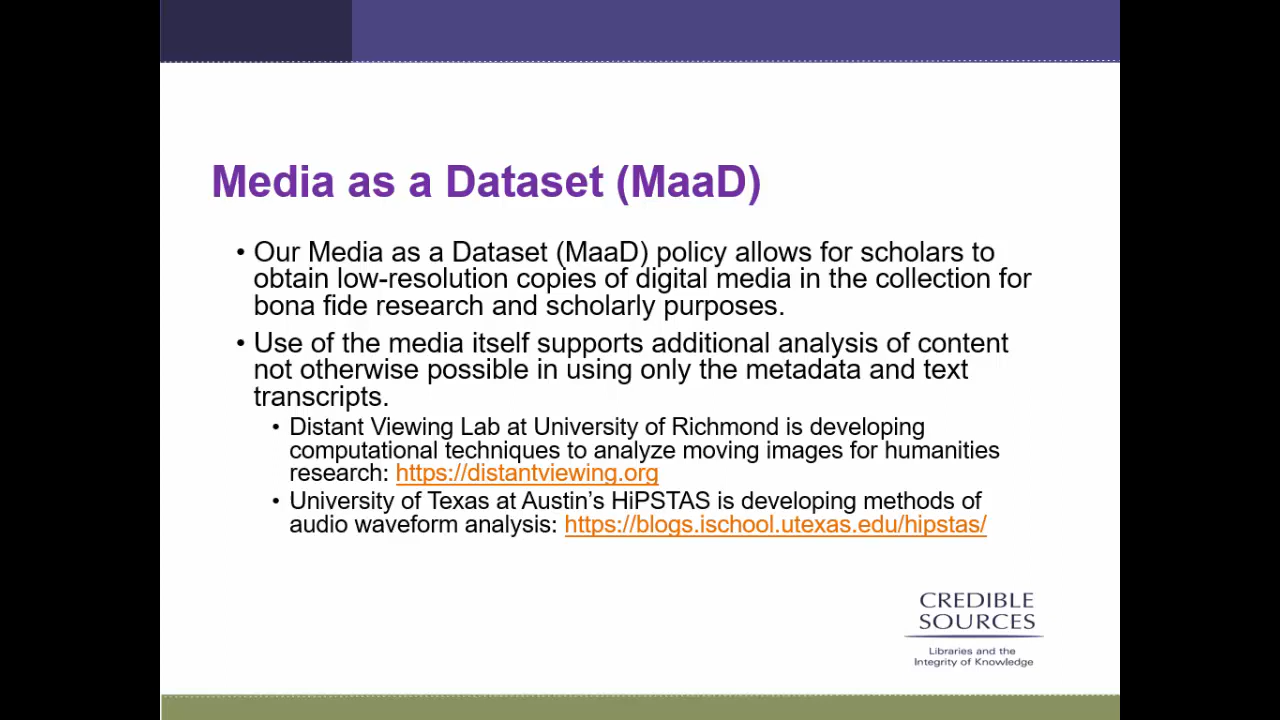 Media as a Dataset (MaaD)
• Our Media as a Dataset (MaaD) policy allows for scholars to
obtain low-resolution copies of digital media in the collection for
bona fide research and scholarly purposes.
• Use of the media itself supports additional analysis of content
not otherwise possible in using only the metadata and text
transcripts.
• Distant Viewing Lab at University of Richmond is developing
computational techniques to analyze moving images for humanities
research: https://distantviewing.org
• University of Texas at Austin’s HiPSTAS is developing methods of
audio waveform analysis: https://blogs.ischool.utexas.edu/hipstas/
CREDIBLE
SOURCES
Libraries and the
Integrity of Knowledge